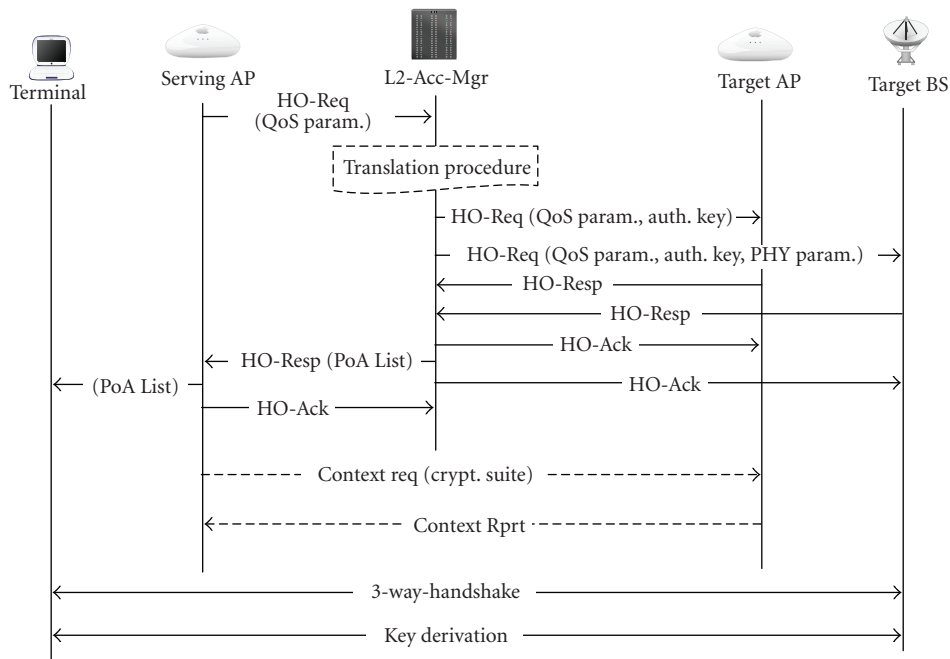 Terminal
Serving AP
L2-Acc-Mgr
Target AP
Target BS
HO-Req
(QoS param.)
Translation procedure
HO-Req (QoS param., auth. key)
HO-Req (QoS param., auth. key, PHY param.)
HO-Resp
HO-Resp
HO-Ack
HO-Resp (PoA List)
(PoA List)
HO-Ack
HO-Ack
Context req (crypt. suite)
Context Rprt
3-way-handshake
Key derivation